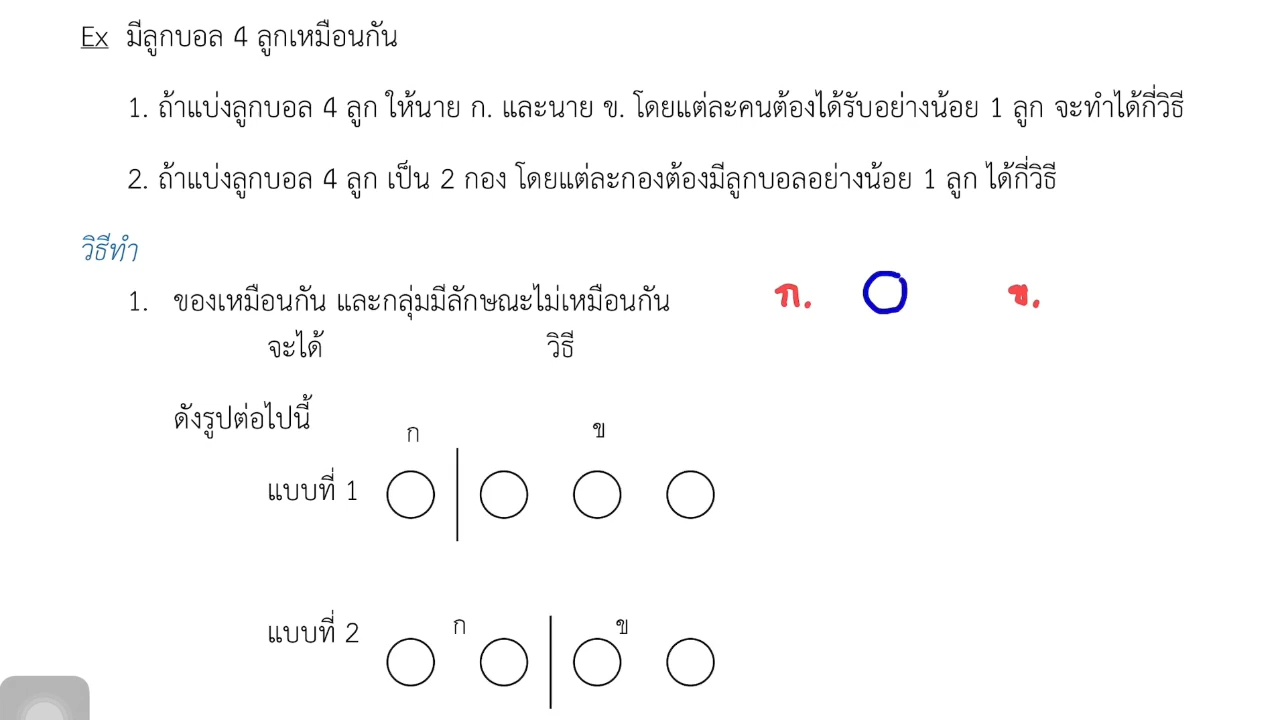 Ex มีลูกบอล 4 ลูกเหมือนกัน
1. ถ้าแบ่งลูกบอล 4 ลูก ให้นาย ก. และนาย ข. โดยแต่ละคนต้องได้รับอย่างน้อย 1 ลูก จะทำได้กี่วิธี
2. ถ้าแบ่งลูกบอล 4 ลูก เป็น 2 กอง โดยแต่ละกองต้องมีลูกบอลอย่างน้อย 1 ลูก ได้กี่วิธี
วิธีทำ
1. ของเหมือนกัน และกลุ่มมีลักษณะไม่เหมือนกัน ก. ข.
จะได้ วิธี
ดังรูปต่อไปนี้
ก ข
แบบที่ 1
ก ข
แบบที่ 2